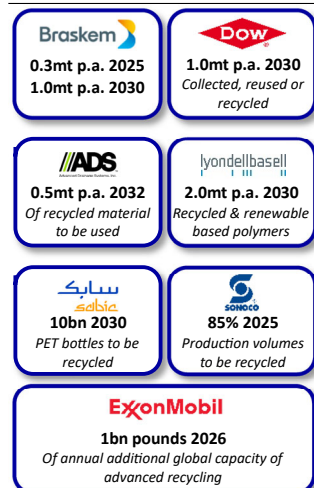 Braskem
0.3mt p.a. 2025
1.0mt p.a. 2030
DOW
1.0mt p.a. 2030
Collected, reused or
recycled
ADS
Advanced Drainage Systems, Inc.
0.5mt p.a. 2032
Of recycled material
to be used
lyondellbasell
2.0mt p.a. 2030
Recycled & renewable
based polymers
سابك
sabic
10bn 2030
PET bottles to be
recycled
SONOCO
85% 2025
Production volumes
to be recycled
ExxonMobil
1bn pounds 2026
Of annual additional global capacity of
advanced recycling